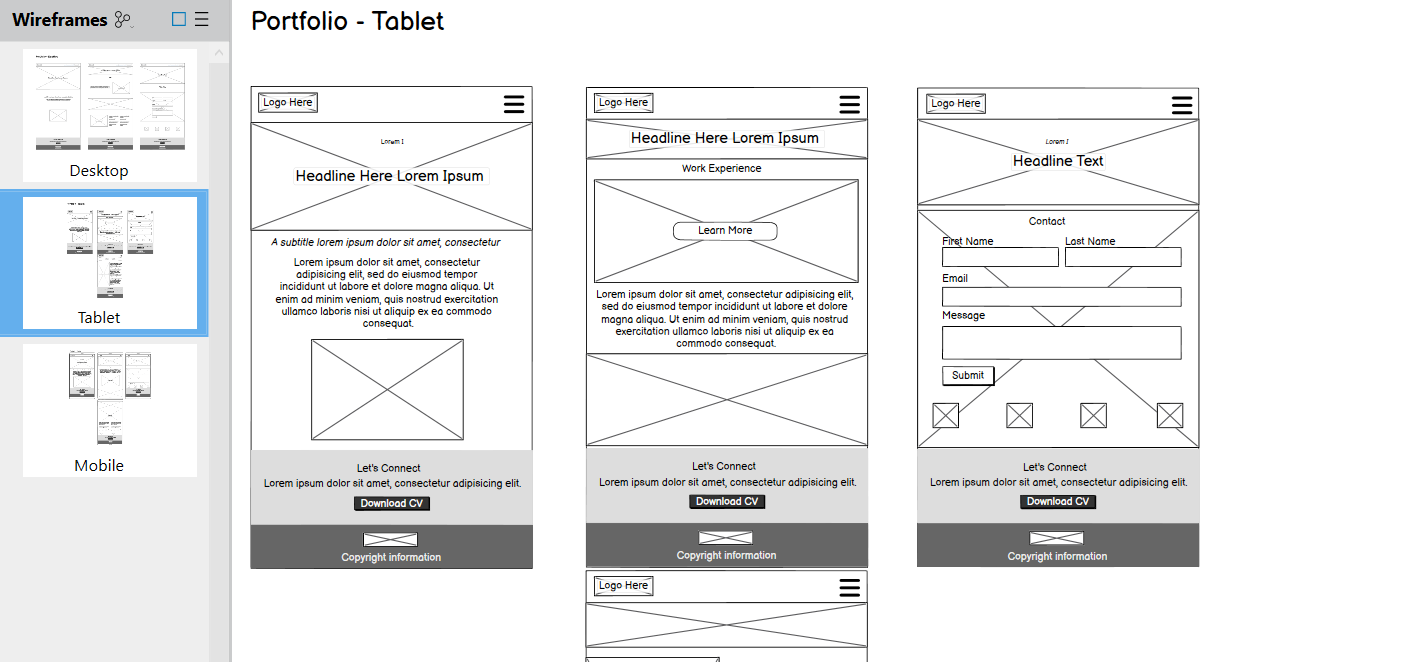 Wireframes
Desktop
Tablet
Mobile
Portfolio - Tablet
Logo Here
Lorem I
Headline Here Lorem Ipsum
A subtitle lorem ipsum dolor sit amet, consectetur
Lorem ipsum dolor sit amet, consectetur
adipisicing elit, sed do eiusmod tempor
incididunt ut labore et dolore magna aliqua. Ut
enim ad minim veniam, quis nostrud exercitation
ullamco laboris nisi ut aliquip ex ea commodo
consequat.
Let's Connect
Lorem ipsum dolor sit amet, consectetur adipisicing elit.
Download CV
Copyright information
Logo Here
Headline Here Lorem Ipsum
Work Experience
Learn More
Lorem ipsum dolor sit amet, consectetur adipisicing elit,
sed do eiusmod tempor incididunt ut labore et dolore
magna aliqua. Ut enim ad minim veniam, quis nostrud
exercitation ullamco laboris nisi ut aliquip ex ea
commodo consequat.
Let's Connect
Lorem ipsum dolor sit amet, consectetur adipisicing elit.
Download CV
Copyright information
Logo Here
Logo Here
Lorem I
Headline Text
Contact
First Name
Last Name
Email
Message
Submit
Let's Connect
Lorem ipsum dolor sit amet, consectetur adipisicing elit.
Download CV
Copyright information